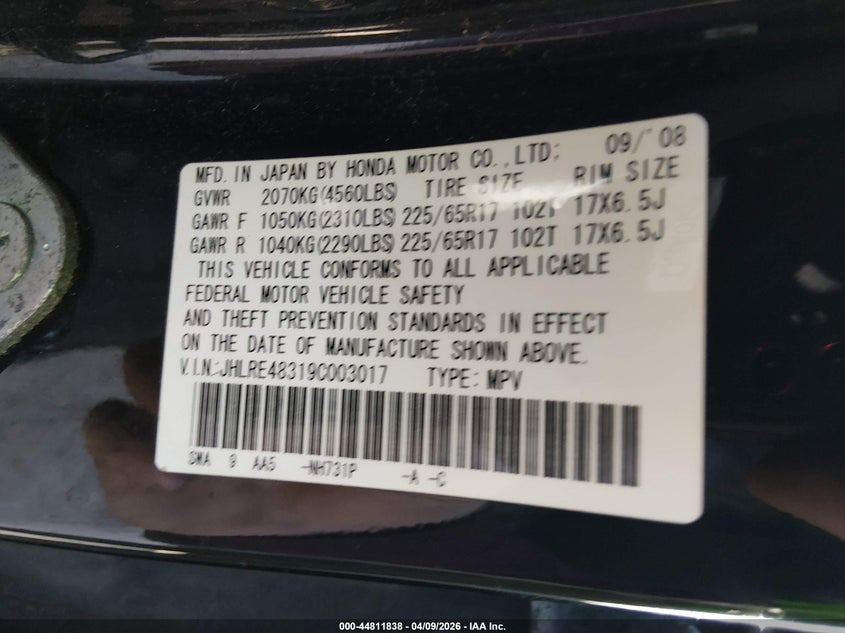 MFD. IN JAPAN BY HONDA MOTOR CO.,LTD: 09/'08
GVWR 2070KG(4560LBS) TIRE SIZE RIM SIZE
GAWR F 1050KG(2310LBS) 225/65R17 102T 17X6.5J
GAWR R 1040KG(2290LBS) 225/65R17 102T 17X6.5J
THIS VEHICLE CONFORMS TO ALL APPLICABLE
FEDERAL MOTOR VEHICLE SAFETY
AND THEFT PREVENTION STANDARDS IN EFFECT
ON THE DATE OF MANUFACTURE SHOWN ABOVE.
V.I.N:JHLRE48319C003017 TYPE: MPV
SWA 9 AA5 -NH731P -A -C
000-44811838 - 04/09/2026 - IAA Inc.